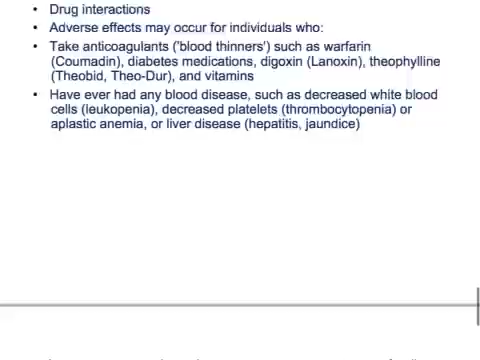 • Drug interactions
• Adverse effects may occur for individuals who:
• Take anticoagulants ('blood thinners') such as warfarin
(Coumadin), diabetes medications, digoxin (Lanoxin), theophylline
(Theobid, Theo-Dur), and vitamins
• Have ever had any blood disease, such as decreased white blood
cells (leukopenia), decreased platelets (thrombocytopenia) or
aplastic anemia, or liver disease (hepatitis, jaundice)